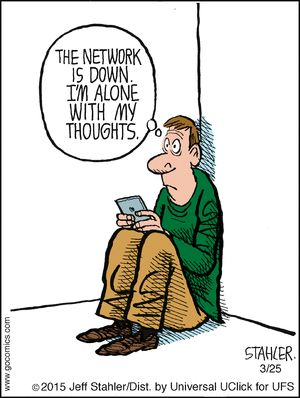 THE NETWORK
IS DOWN.
I'M ALONE
WITH MY
THOUGHTS.
www.gocomics.com
STAHLER.
3/25
©2015 Jeff Stahler/Dist. by Universal UClick for UFS